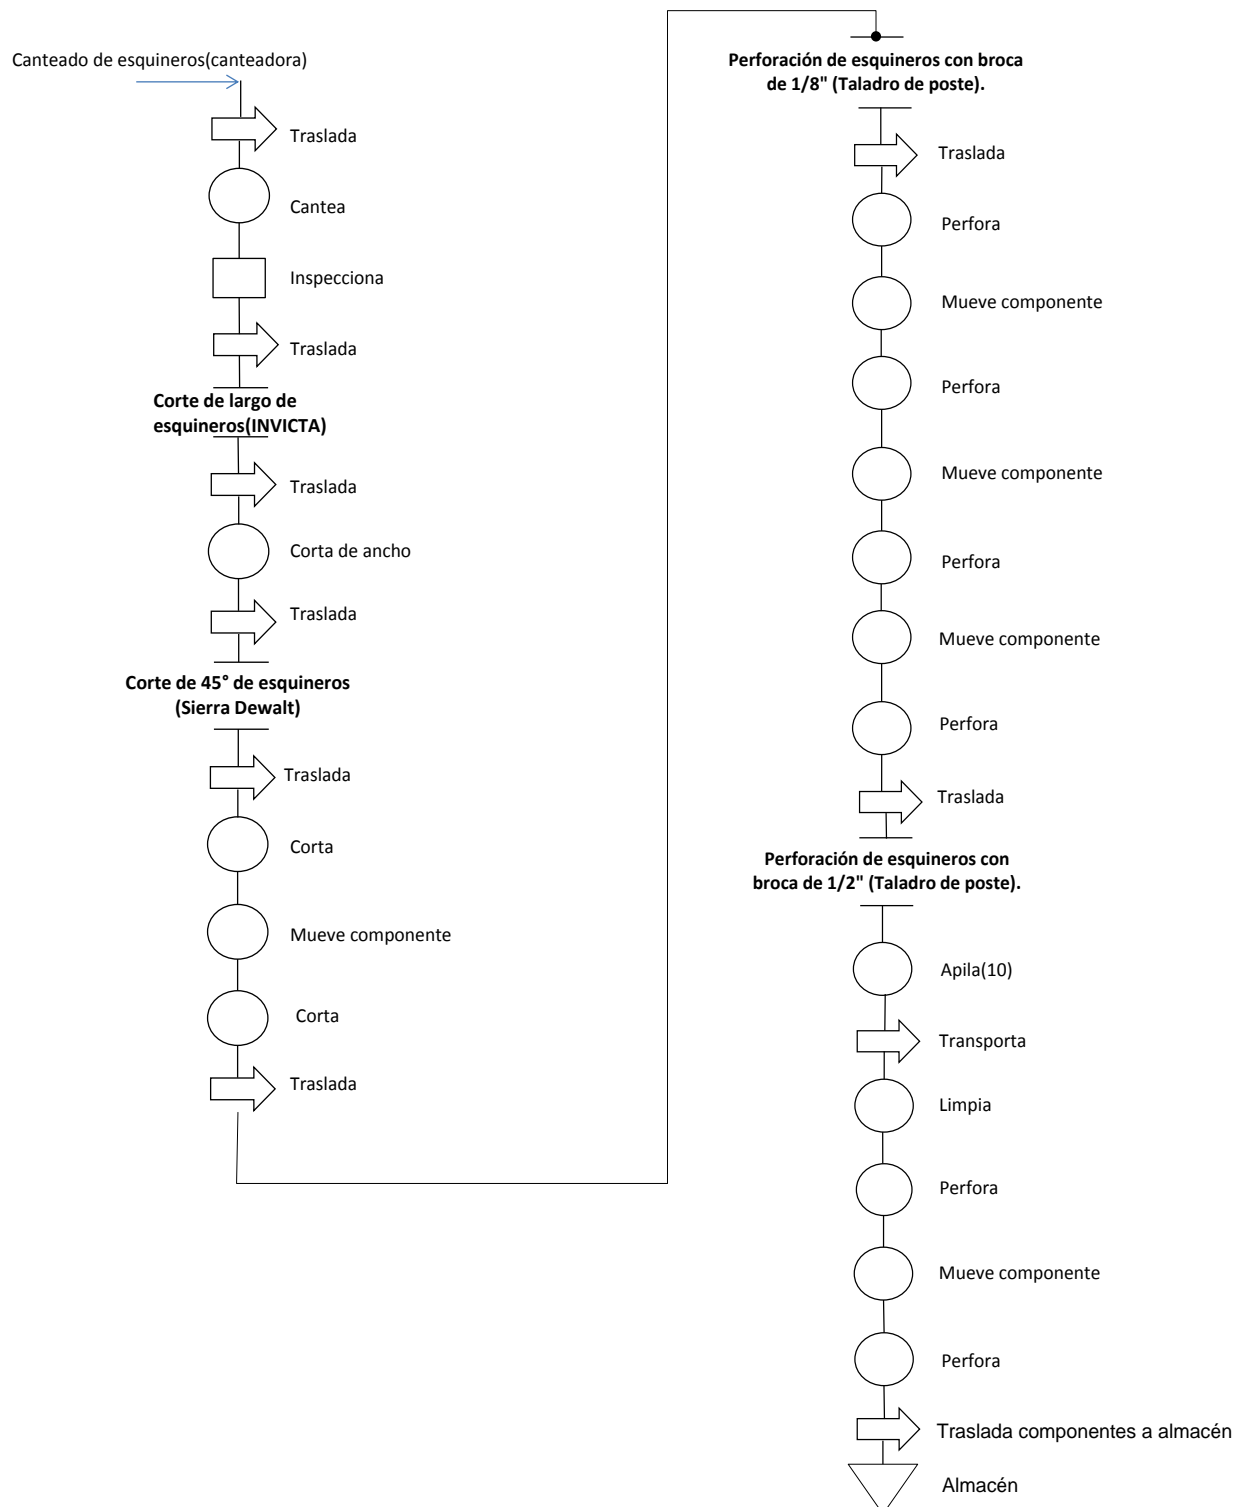 Canteado de esquineros(canteadora)
Traslada
Cantea
Inspecciona
Traslada
Corte de largo de
esquineros(INVICTA)
Traslada
Corta de ancho
Traslada
Corte de 45° de esquineros
(Sierra Dewalt)
Traslada
Corta
Mueve componente
Corta
Traslada
Perforación de esquineros con broca
de 1/8" (Taladro de poste).
Traslada
Perfora
Mueve componente
Perfora
Mueve componente
Perfora
Mueve componente
Perfora
Traslada
Perforación de esquineros con
broca de 1/2" (Taladro de poste).
Apila(10)
Transporta
Limpia
Perfora
Mueve componente
Perfora
Traslada componentes a almacén
Almacén